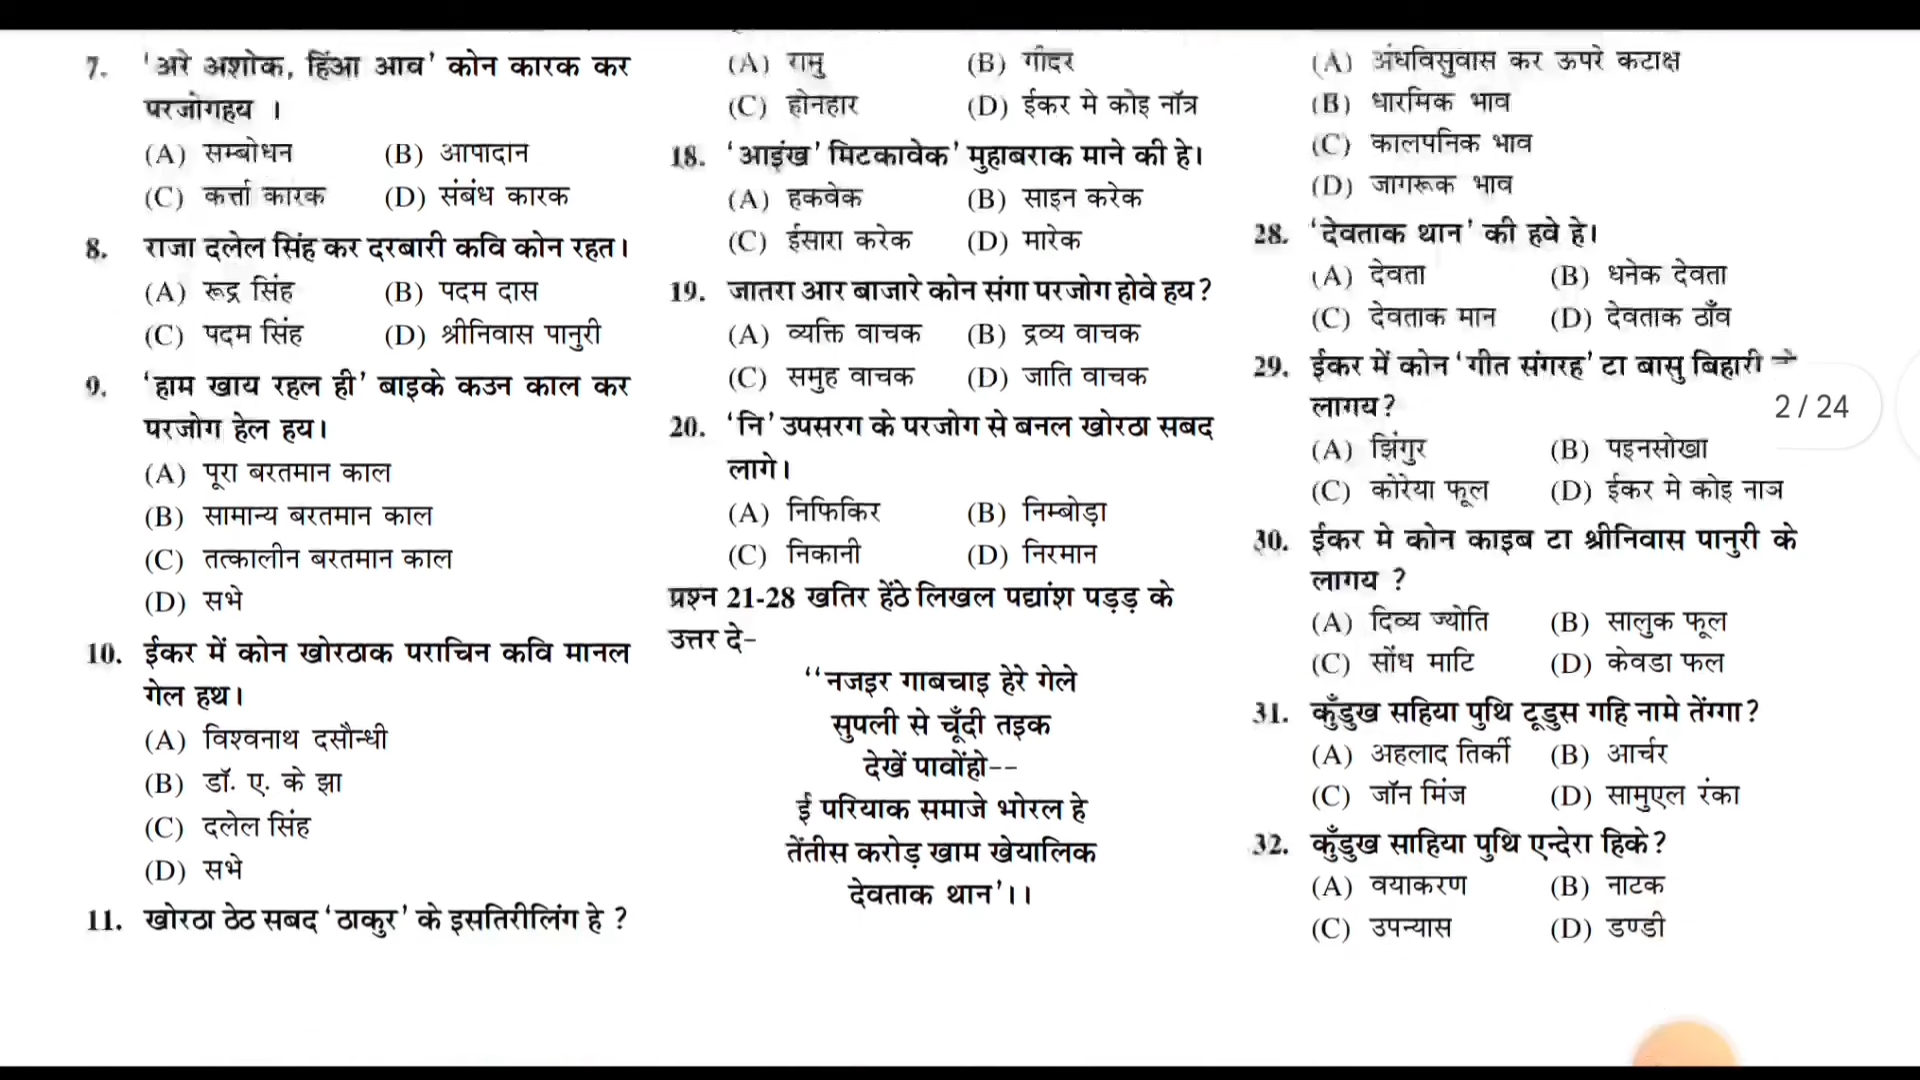 7. 'अरे अशोक, हिंआ आव' कोन कारक कर
परजोगहय ।
(A) सम्बोधन (B) आपादान
(C) कर्त्ता कारक (D) संबंध कारक
8. राजा दलेल सिंह कर दरबारी कवि कोन रहत।
(A) रूद्र सिंह (B) पदम दास
(C) पदम सिंह (D) श्रीनिवास पानुरी
9. 'हाम खाय रहल ही' बाइके कउन काल कर
परजोग हेल हय।
(A) पूरा बरतमान काल
(B) सामान्य बरतमान काल
(C) तत्कालीन बरतमान काल
(D) सभे
10. ईकर में कोन खोरठाक पराचिन कवि मानल
गेल हथ।
(A) विश्वनाथ दसौन्धी
(B) डॉ. ए. के झा
(C) दलेल सिंह
(D) सभे
11. खोरठा ठेठ सबद 'ठाकुर' के इसतिरीलिंग हे ?
(A) रामु (B) गीदर
(C) होनहार (D) ईकर मे कोइ नॉत्र
18. 'आइंख' मिटकावेक' मुहाबराक माने की हे।
(A) हकवेक (B) साइन करेक
(C) ईसारा करेक (D) मारेक
19. जातरा आर बाजारे कोन संगा परजोग होवे हय?
(A) व्यक्ति वाचक (B) द्रव्य वाचक
(C) समुह वाचक (D) जाति वाचक
20. 'नि' उपसरग के परजोग से बनल खोरठा सबद
लागे।
(A) निफिकिर (B) निम्बोड़ा
(C) निकानी (D) निरमान
प्रश्न 21-28 खतिर हेंठे लिखल पद्यांश पड़ड़ के
उत्तर दे-
"नजइर गाबचाइ हेरे गेले
सुपली से चूँदी तइक
देखें पावोंहो--
ई परियाक समाजे भोरल हे
तेंतीस करोड़ खाम खेयालिक
देवताक थान'।।
(A) अंधविसुवास कर ऊपरे कटाक्ष
(B) धारमिक भाव
(C) कालपनिक भाव
(D) जागरूक भाव
28. 'देवताक थान' की हवे हे।
(A) देवता (B) धनेक देवता
(C) देवताक मान (D) देवताक ठाँव
29. ईकर में कोन 'गीत संगरह' टा बासु बिहारी
लागय?
(A) झिंगुर (B) पइनसोखा
(C) कोरेया फूल (D) ईकर मे कोइ नाञ
2 / 24
30. ईकर मे कोन काइब टा श्रीनिवास पानुरी के
लागय ?
(A) दिव्य ज्योति (B) सालुक फूल
(C) सोंध माटि (D) केवडा फल
31. कुँड़ुख सहिया पुथि टूडुस गहि नामे तेंग्गा?
(A) अहलाद तिर्की (B) आर्चर
(C) जॉन मिंज (D) सामुएल रंका
32. कुँड़ुख साहिया पुथि एन्देरा हिके?
(A) वयाकरण (B) नाटक
(C) उपन्यास (D) डण्डी